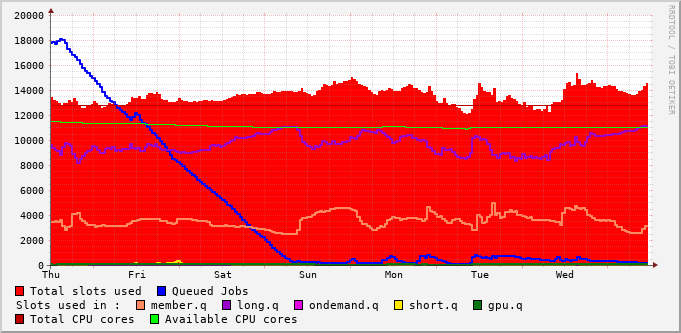 20000
18000
16000
14000
12000
10000
8000
6000
4000
2000
0
Thu Fri Sat Sun Mon Tue Wed
RRDTOOL / TOBI OETIKER
Total slots used Queued Jobs
Slots used in : member.q long.q ondemand.q short.q gpu.q
Total CPU cores Available CPU cores